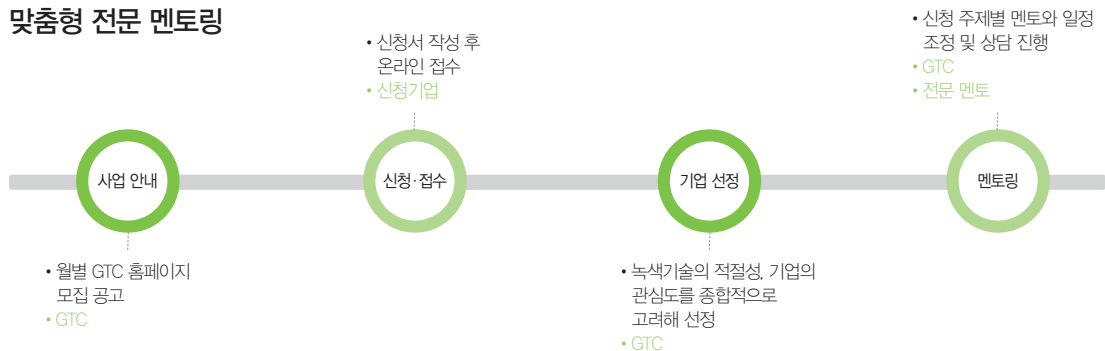 맞춤형 전문 멘토링
사업 안내
• 월별 GTC 홈페이지
모집 공고
• GTC
• 신청서 작성 후
온라인 접수
• 신청기업
신청·접수
기업 선정
• 녹색기술의 적절성, 기업의
관심도를 종합적으로
고려해 선정
• GTC
• 신청 주제별 멘토와 일정
조정 및 상담 진행
• GTC
• 전문 멘토
멘토링